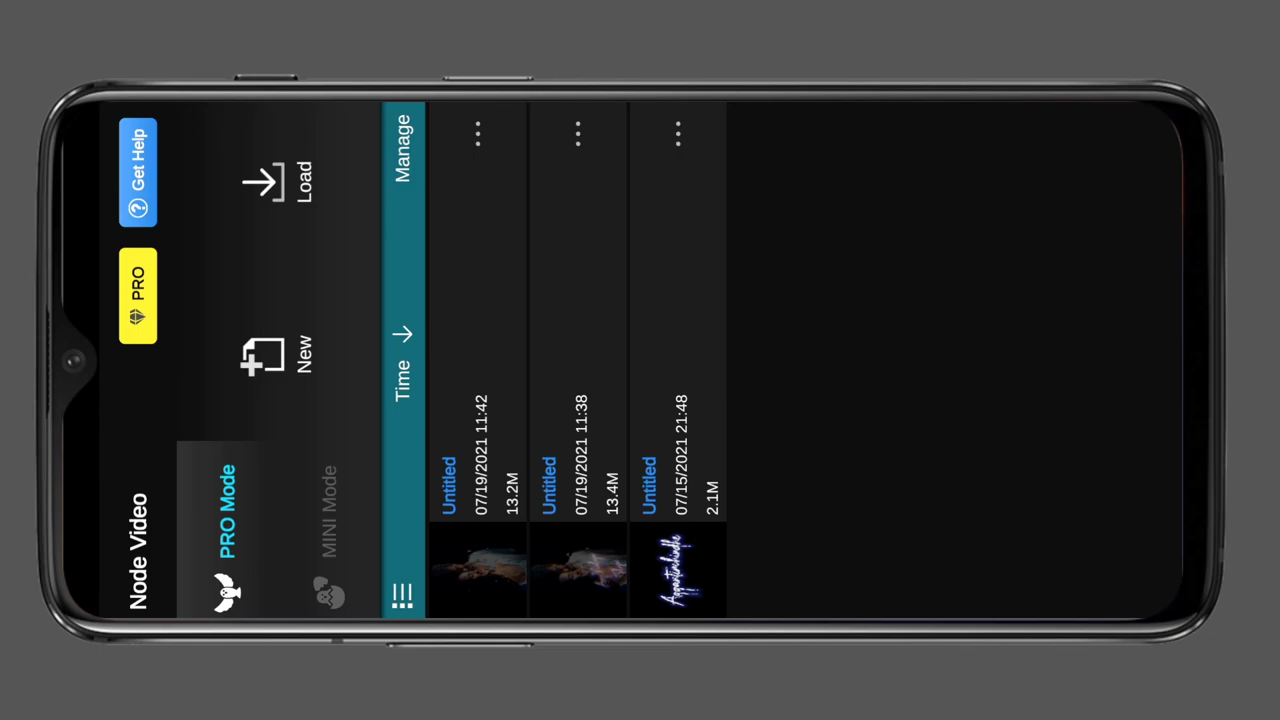 Node Video
PRO
Get Help
PRO Mode
MINI Mode
New
Load
Time
Manage
Untitled
07/19/2021 11:42
13.2M
Untitled
07/19/2021 11:38
13.4M
Untitled
07/15/2021 21:48
2.1M